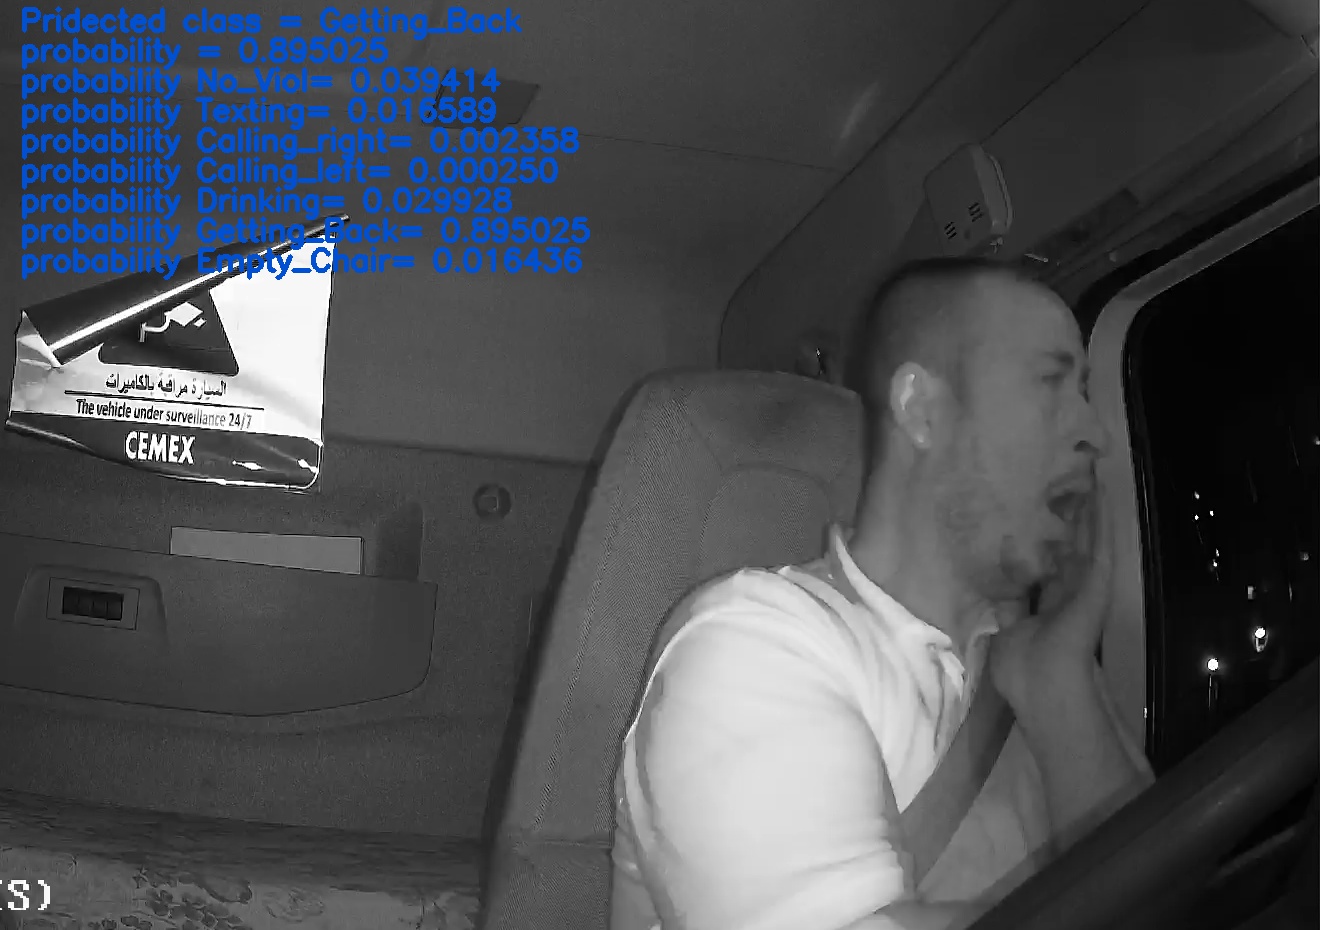 Pridected class = Getting_Back
probability = 0.895025
probability No_Viol= 0.039414
probability Texting= 0.016589
probability Calling_right= 0.002358
probability Calling_left= 0.000250
probability Drinking= 0.029928
probability Getting_Back= 0.895025
probability Empty_Chair= 0.016436
السيارة مراقبة بالكاميرات
The vehicle under surveillance 24/7
CEMEX
S)